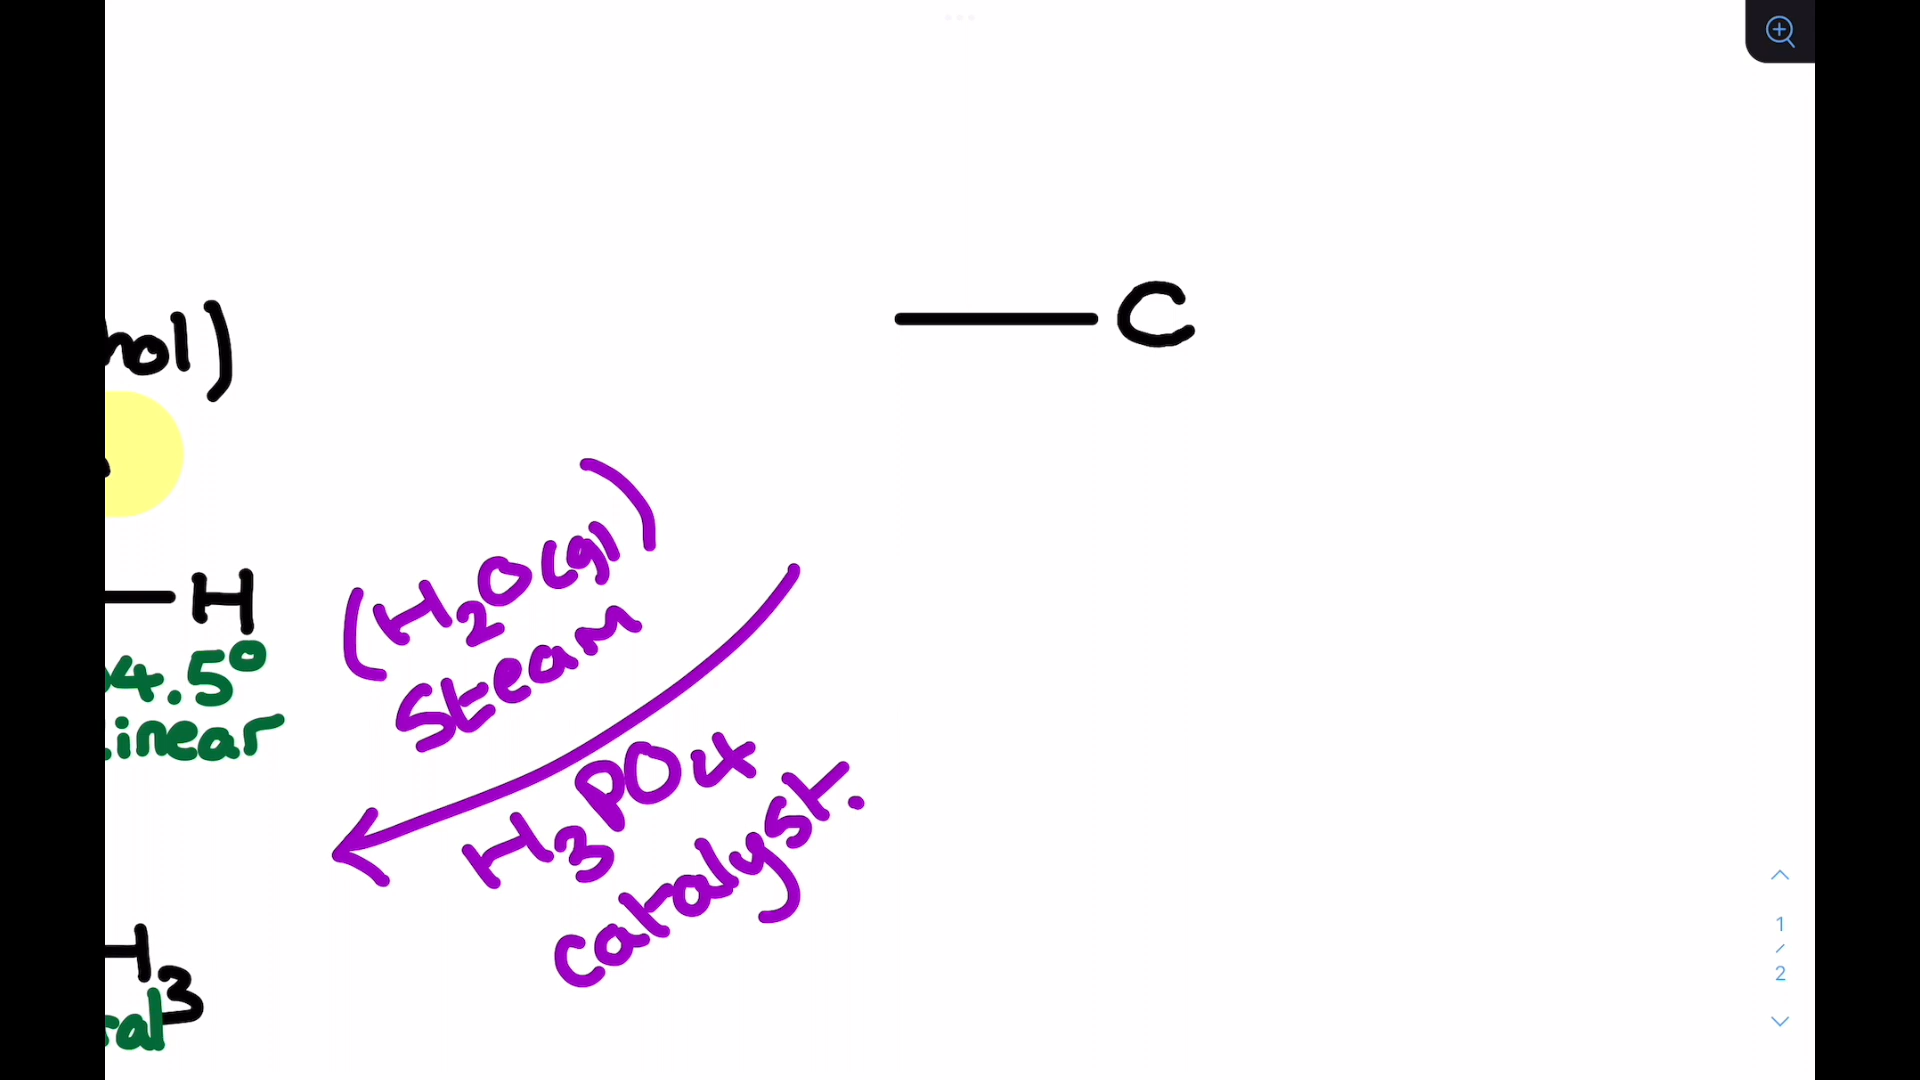 — C
nol)
— H
4.5°
inear
(H2O(g))
Steam
H3PO4
catalyst.
H3
al
1
/
2